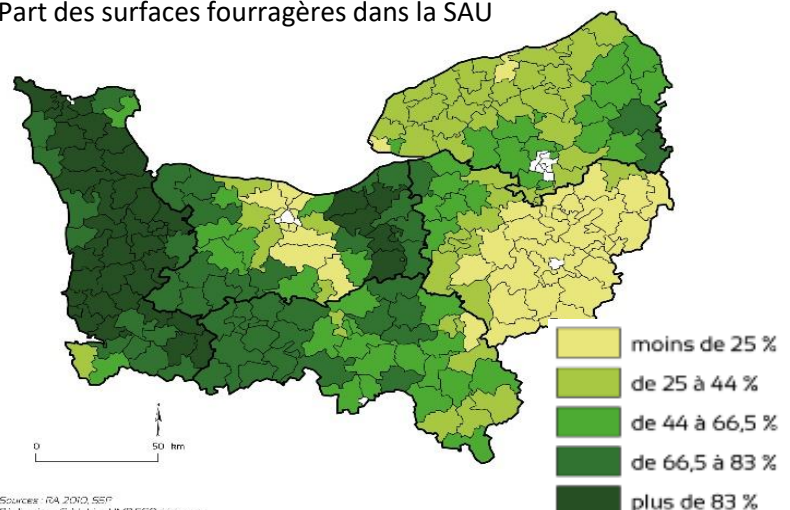 Part des surfaces fourragères dans la SAU
moins de 25 %
de 25 à 44 %
de 44 à 66,5 %
de 66,5 à 83 %
plus de 83 %
0 50 km
Sources : RA 2010, SSP